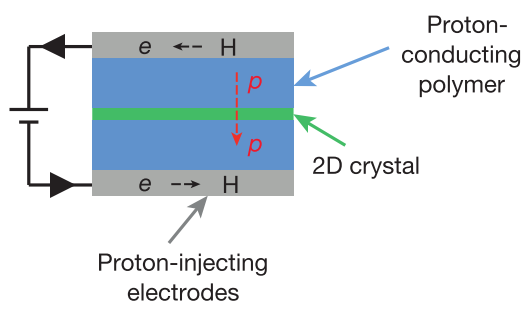 Proton-
conducting
polymer
e H
p
p
2D crystal
e H
Proton-injecting
electrodes